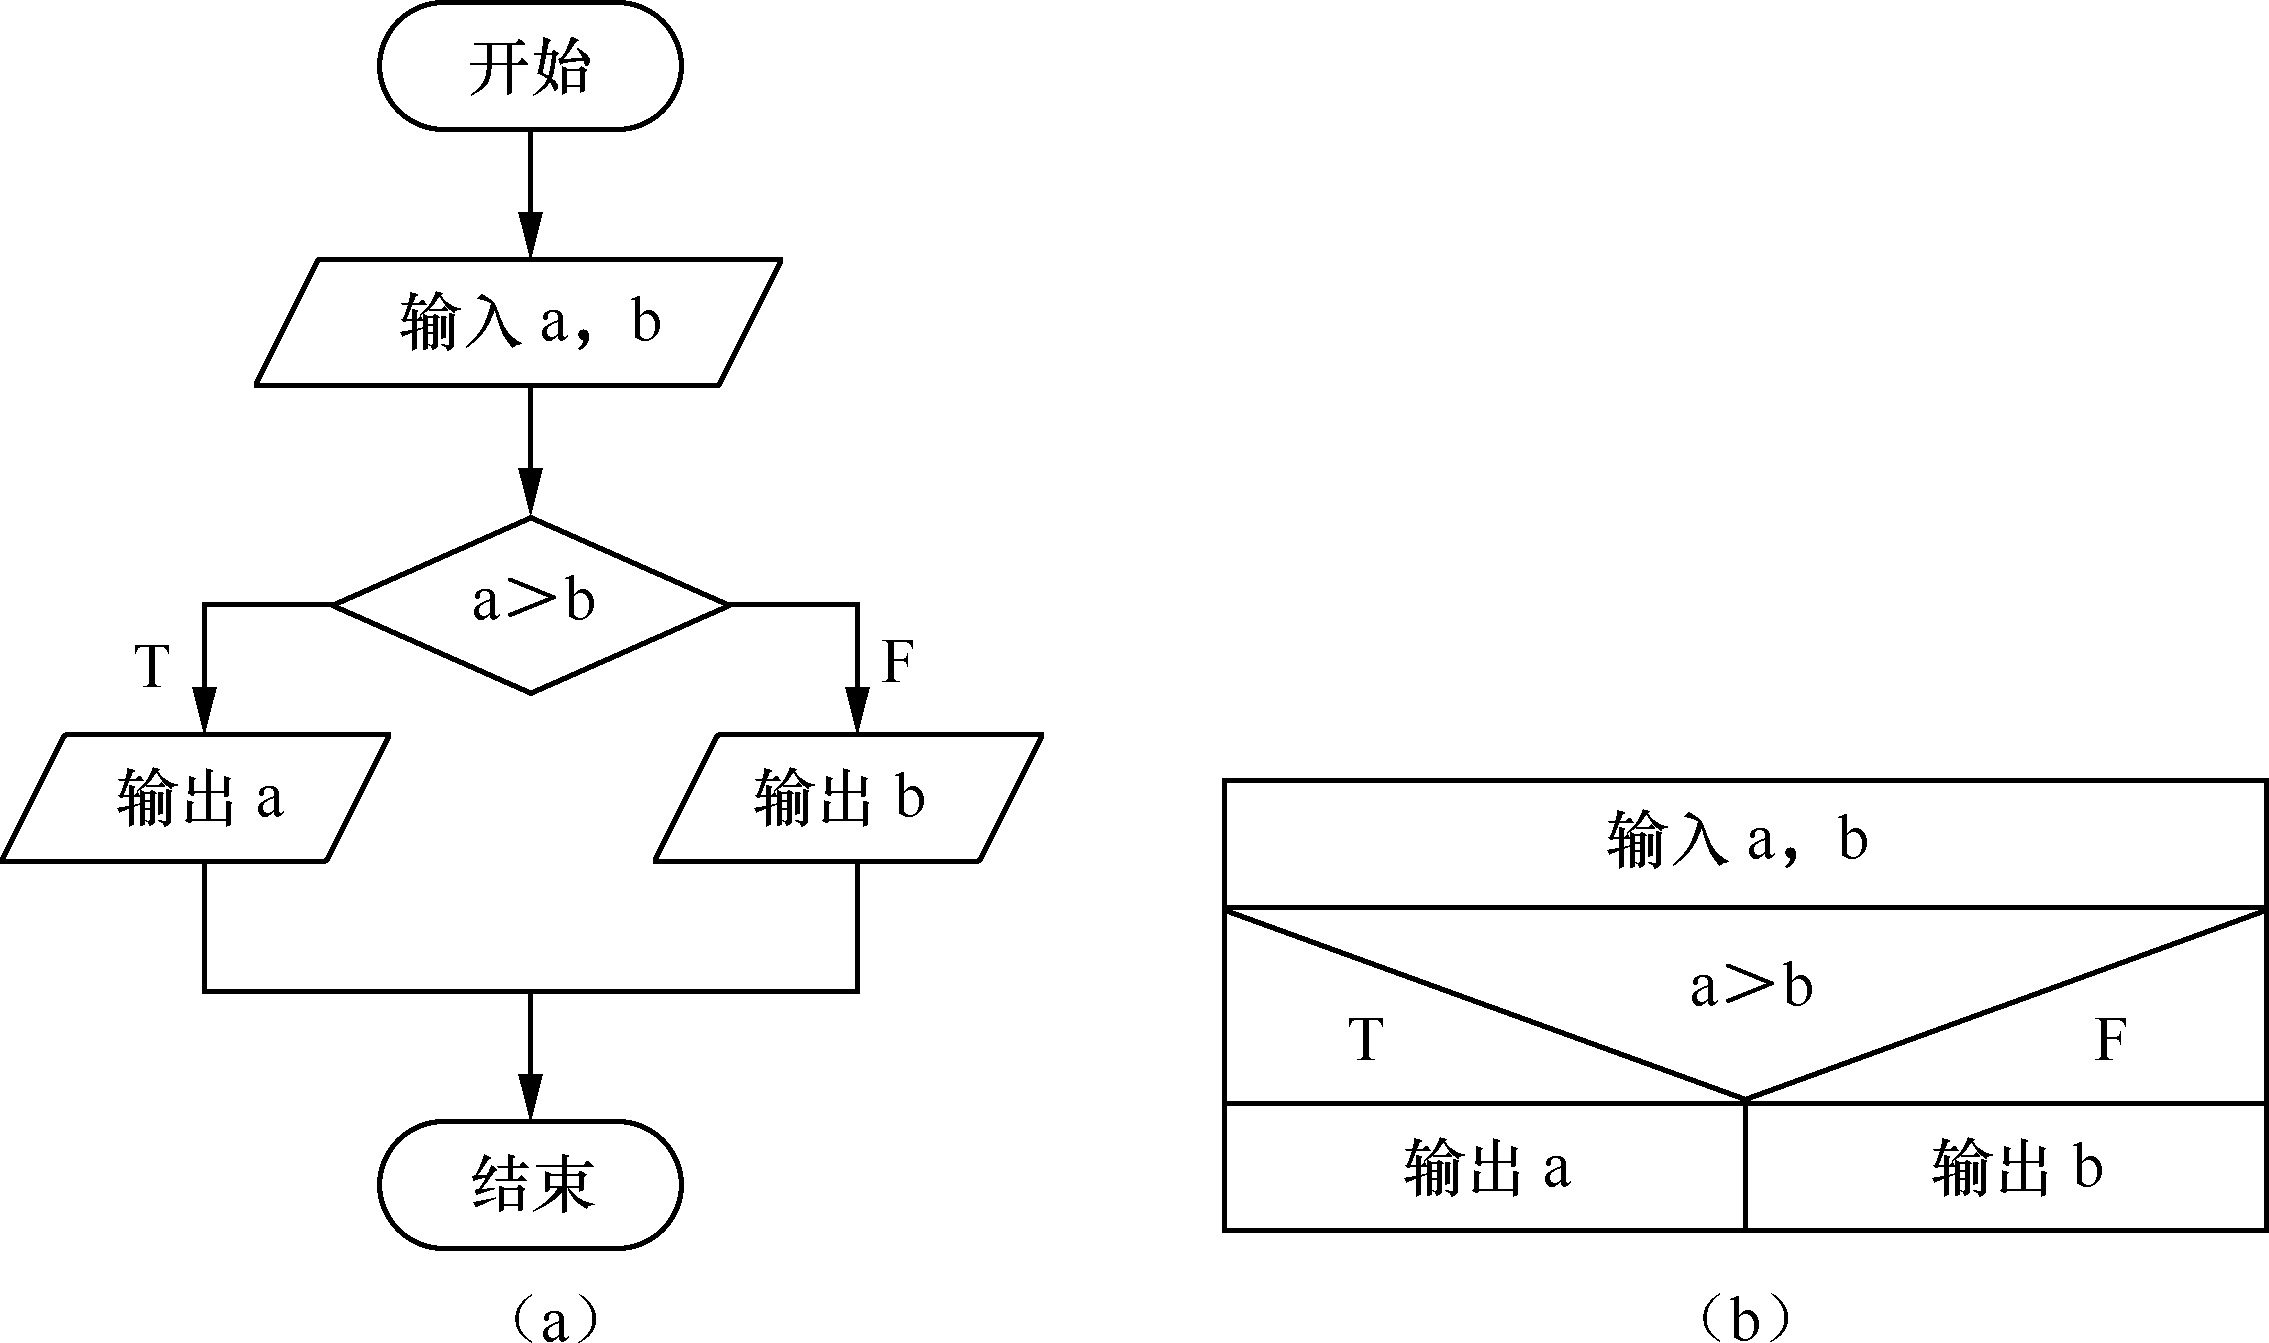 开始
输入 a，b
a＞b
T
F
输出 a
输出 b
结束
（a）
输入 a，b
a＞b
T
F
输出 a
输出 b
（b）